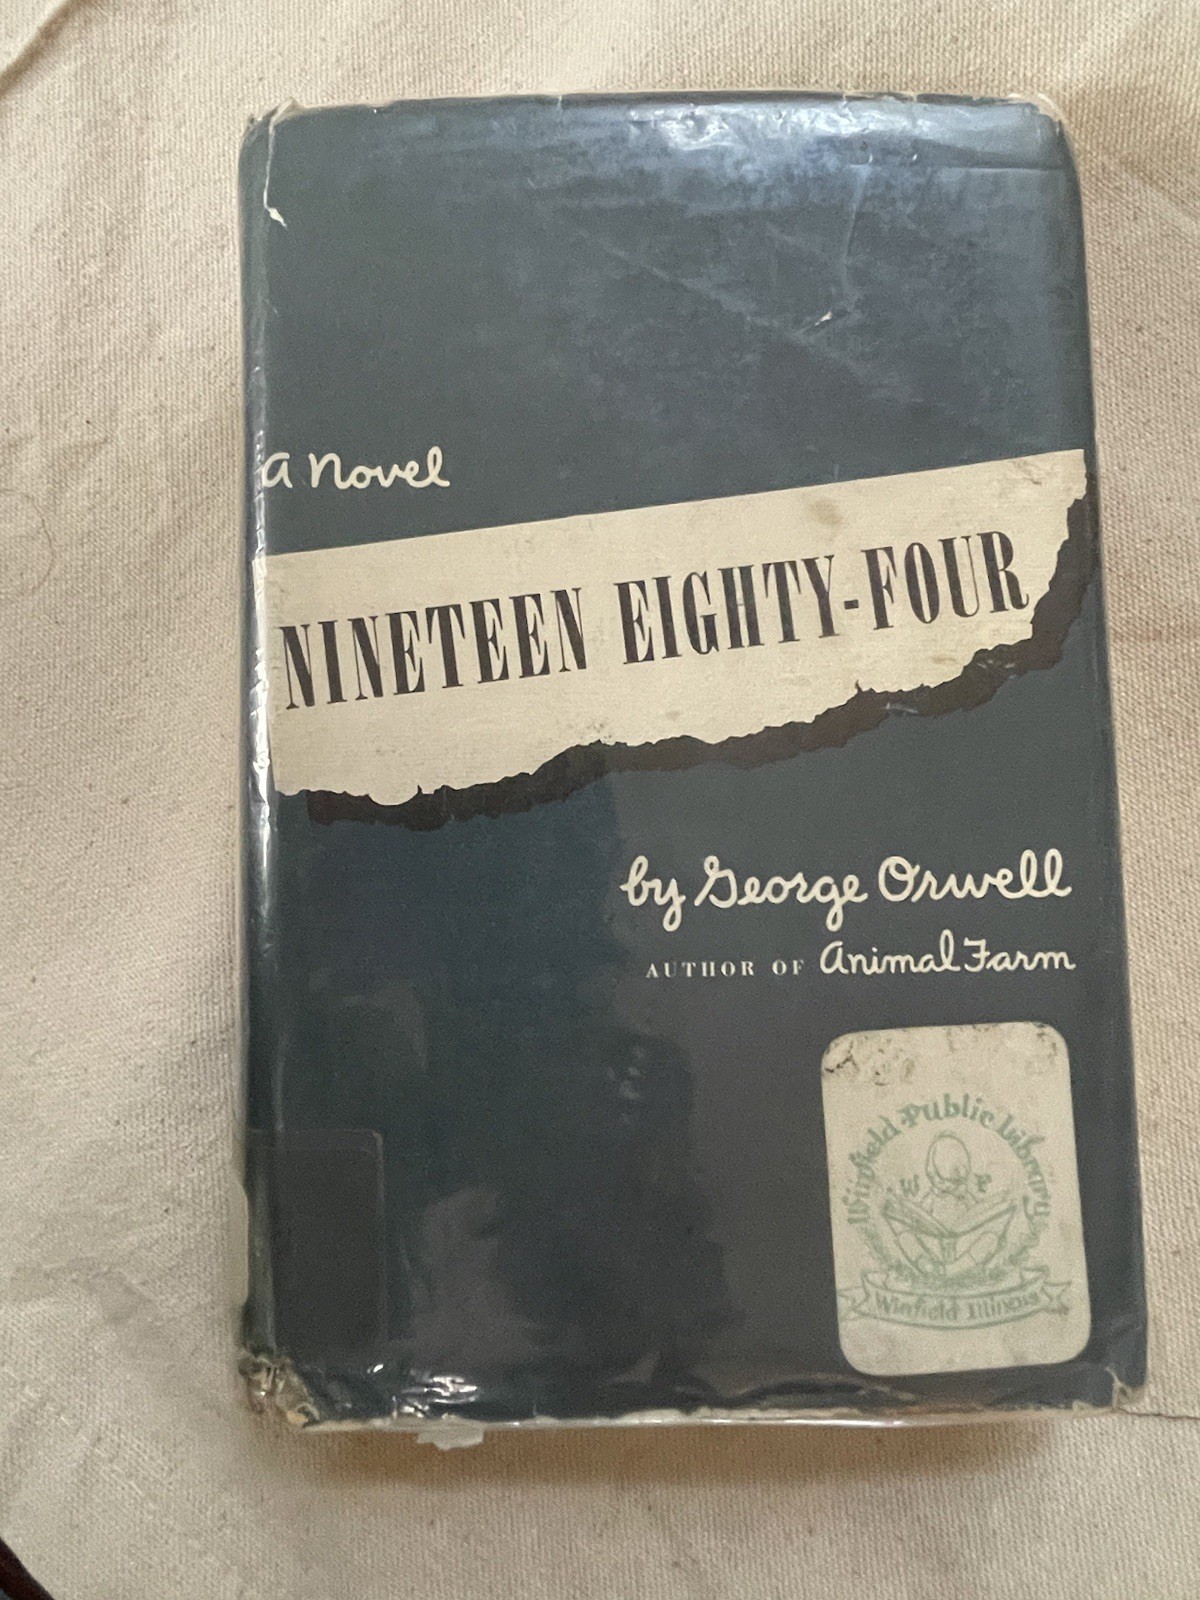 a Novel
NINETEEN EIGHTY-FOUR
by George Orwell
AUTHOR OF Animal Farm
Winfield Public Library
W P
Winfield Illinois